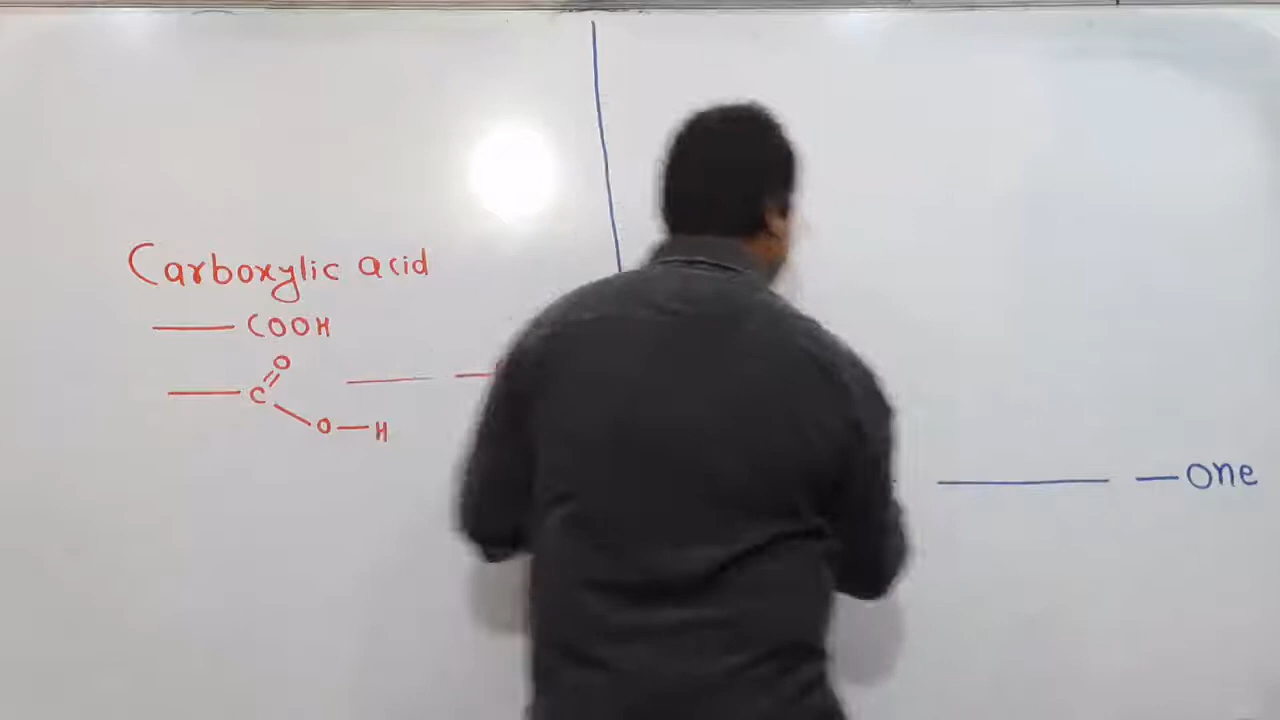 Carboxylic acid
—COOH
O
—C
O—H
—One